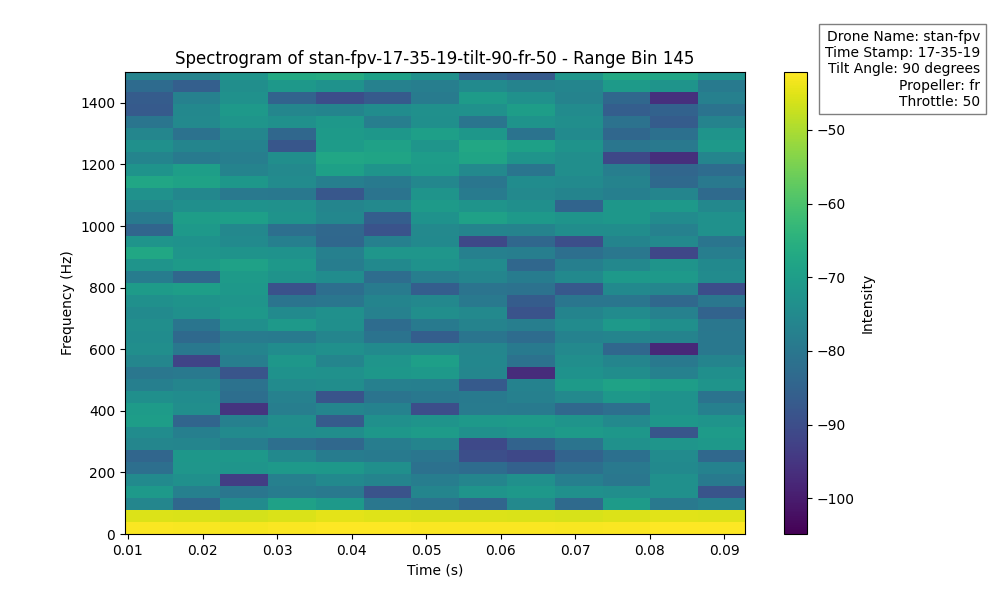 Spectrogram of stan-fpv-17-35-19-tilt-90-fr-50 - Range Bin 145
Drone Name: stan-fpv
Time Stamp: 17-35-19
Tilt Angle: 90 degrees
Propeller: fr
Throttle: 50
Frequency (Hz)
1400
1200
1000
800
600
400
200
0
0.01 0.02 0.03 0.04 0.05 0.06 0.07 0.08 0.09
Time (s)
−50
−60
−70
−80
−90
−100
Intensity